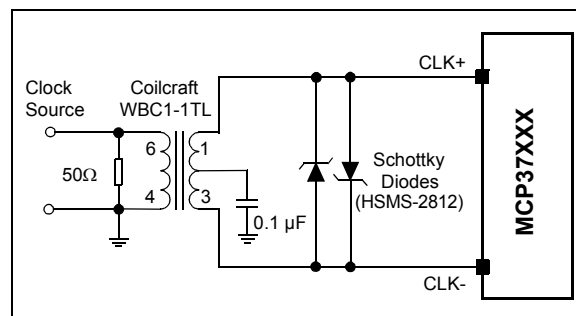 Clock
Source
Coilcraft
WBC1-1TL
CLK+
6
1
50Ω
4
3
0.1 µF
Schottky
Diodes
(HSMS-2812)
MCP37XXX
CLK-